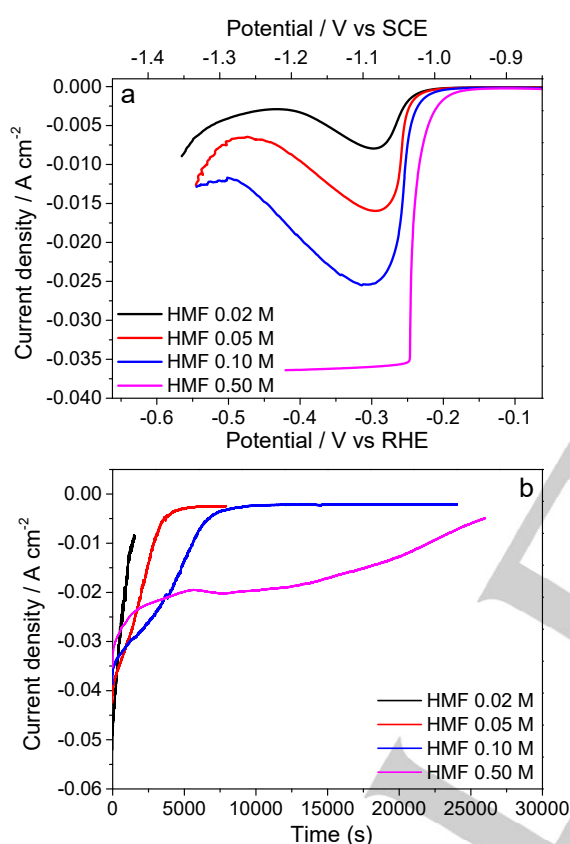 Potential / V vs SCE
-1.4 -1.3 -1.2 -1.1 -1.0 -0.9
a
0.000
-0.005
-0.010
-0.015
-0.020
-0.025
-0.030
-0.035
-0.040
Current density / A cm-2
HMF 0.02 M
HMF 0.05 M
HMF 0.10 M
HMF 0.50 M
-0.6 -0.5 -0.4 -0.3 -0.2 -0.1
Potential / V vs RHE
b
0.00
-0.01
-0.02
-0.03
-0.04
-0.05
-0.06
Current density / A cm-2
HMF 0.02 M
HMF 0.05 M
HMF 0.10 M
HMF 0.50 M
0 5000 10000 15000 20000 25000 30000
Time (s)